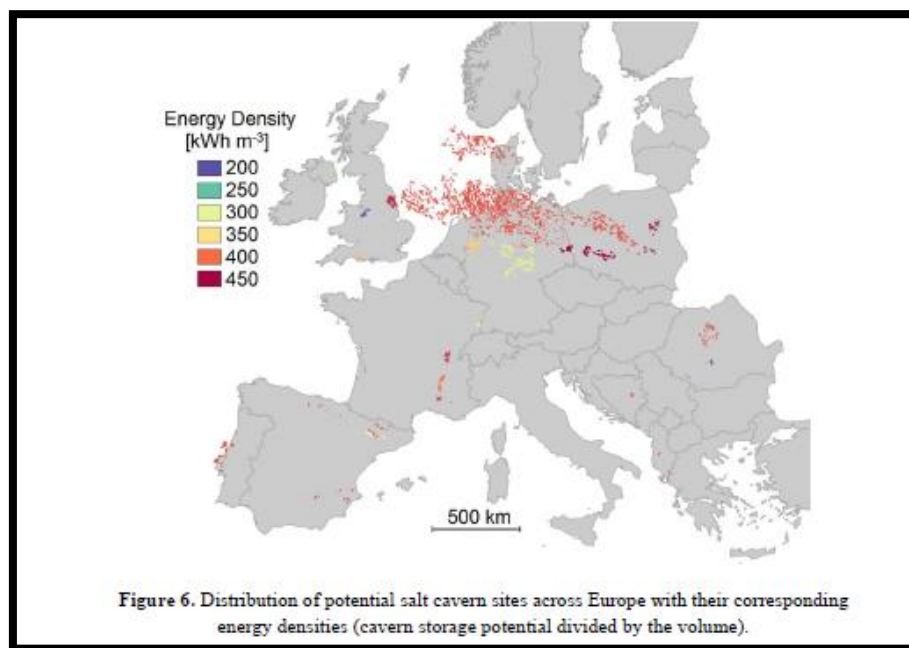 Energy Density
[kWh m⁻³]
200
250
300
350
400
450
500 km
Figure 6. Distribution of potential salt cavern sites across Europe with their corresponding
energy densities (cavern storage potential divided by the volume).